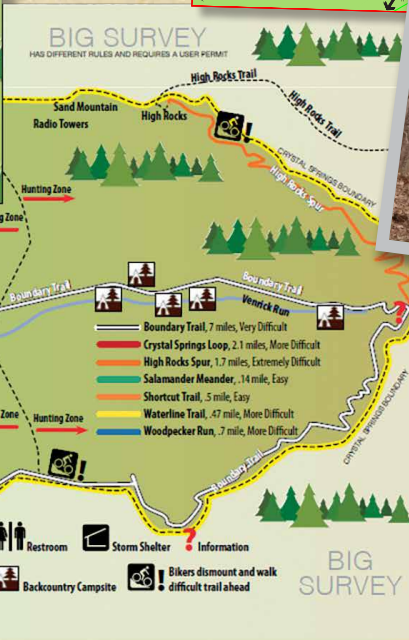 BIG SURVEY
HAS DIFFERENT RULES AND REQUIRES A USER PERMIT
High Rocks Trail
High Rocks Trail
Sand Mountain
Radio Towers
High Rocks
!
CRYSTAL SPRINGS BOUNDARY
High Rocks Spur
Hunting Zone
Zone
Boundary Trail
Boundary Trail
Venrick Run
?
Boundary Trail, 7 miles, Very Difficult
Crystal Springs Loop, 2.1 miles, More Difficult
High Rocks Spur, 1.7 miles, Extremely Difficult
Salamander Meander, .14 mile, Easy
Shortcut Trail, .5 mile, Easy
Waterline Trail, .47 mile, More Difficult
Woodpecker Run, .7 mile, More Difficult
CRYSTAL SPRINGS BOUNDARY
Zone
Hunting Zone
!
Boundary Trail
Restroom
Storm Shelter
? Information
Backcountry Campsite
! Bikers dismount and walk
difficult trail ahead
BIG
SURVEY